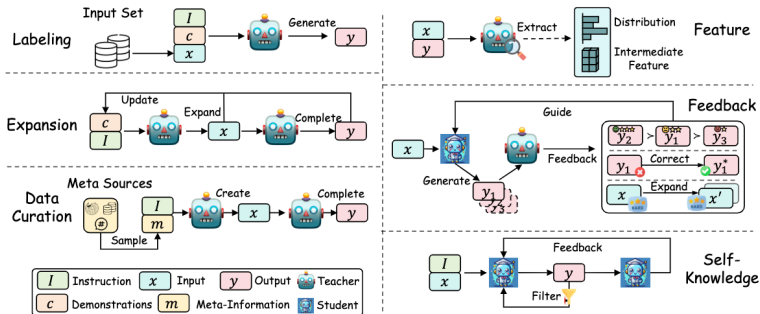 Labeling
Input Set
I
c
x
Generate
y
Expansion
Update
c
I
Expand
x
Complete
y
Data
Curation
Meta Sources
Sample
I
m
Create
x
Complete
y
I Instruction
x Input
y Output
Teacher
c Demonstrations
m Meta-Information
Student
x
y
Extract
Distribution
Intermediate
Feature
Feature
Feedback
Guide
x
Generate
y1
Feedback
y2 > y1 > y3
y1 Correct y1*
x Expand x'
Self-
Knowledge
Feedback
I
x
y
Filter